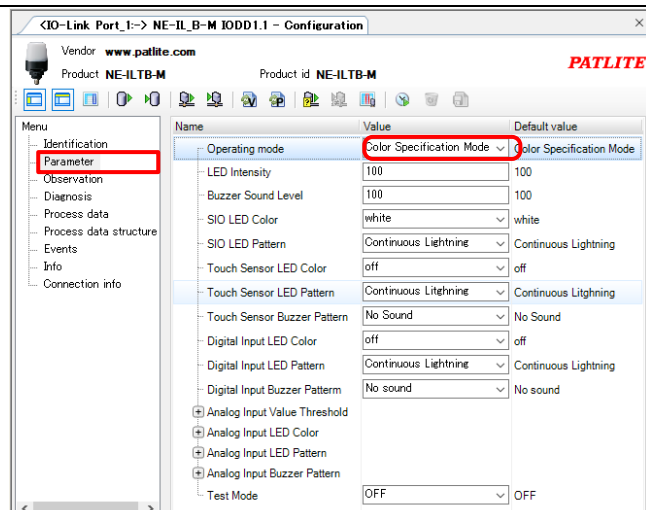 <IO-Link Port_1:-> NE-IL_B-M IODD1.1 - Configuration
Vendor www.patlite.com
Product NE-ILTB-M Product id NE-ILTB-M
PATLITE
Menu
Identification
Parameter
Observation
Diagnosis
Process data
Process data structure
Events
Info
Connection info
Name Value Default value
Operating mode Color Specification Mode Color Specification Mode
LED Intensity 100 100
Buzzer Sound Level 100 100
SIO LED Color white white
SIO LED Pattern Continuous Lightning Continuous Lightning
Touch Sensor LED Color off off
Touch Sensor LED Pattern Continuous Litghning Continuous Litghning
Touch Sensor Buzzer Pattern No Sound No Sound
Digital Input LED Color off off
Digital Input LED Pattern Continuous Lightning Continuous Lightning
Digital Input Buzzer Patterm No sound No sound
Analog Input Value Threshold
Analog Input LED Color
Analog Input LED Pattern
Analog Input Buzzer Pattern
Test Mode OFF OFF